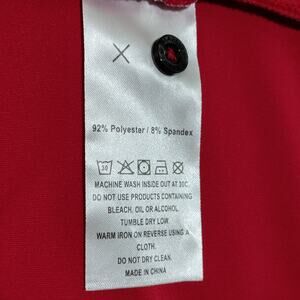 92% Polyester / 8% Spandex
30
MACHINE WASH INSIDE OUT AT 30C.
DO NOT USE PRODUCTS CONTAINING
BLEACH, OIL OR ALCOHOL.
TUMBLE DRY LOW.
WARM IRON ON REVERSE USING A
CLOTH.
DO NOT DRY CLEAN.
MADE IN CHINA